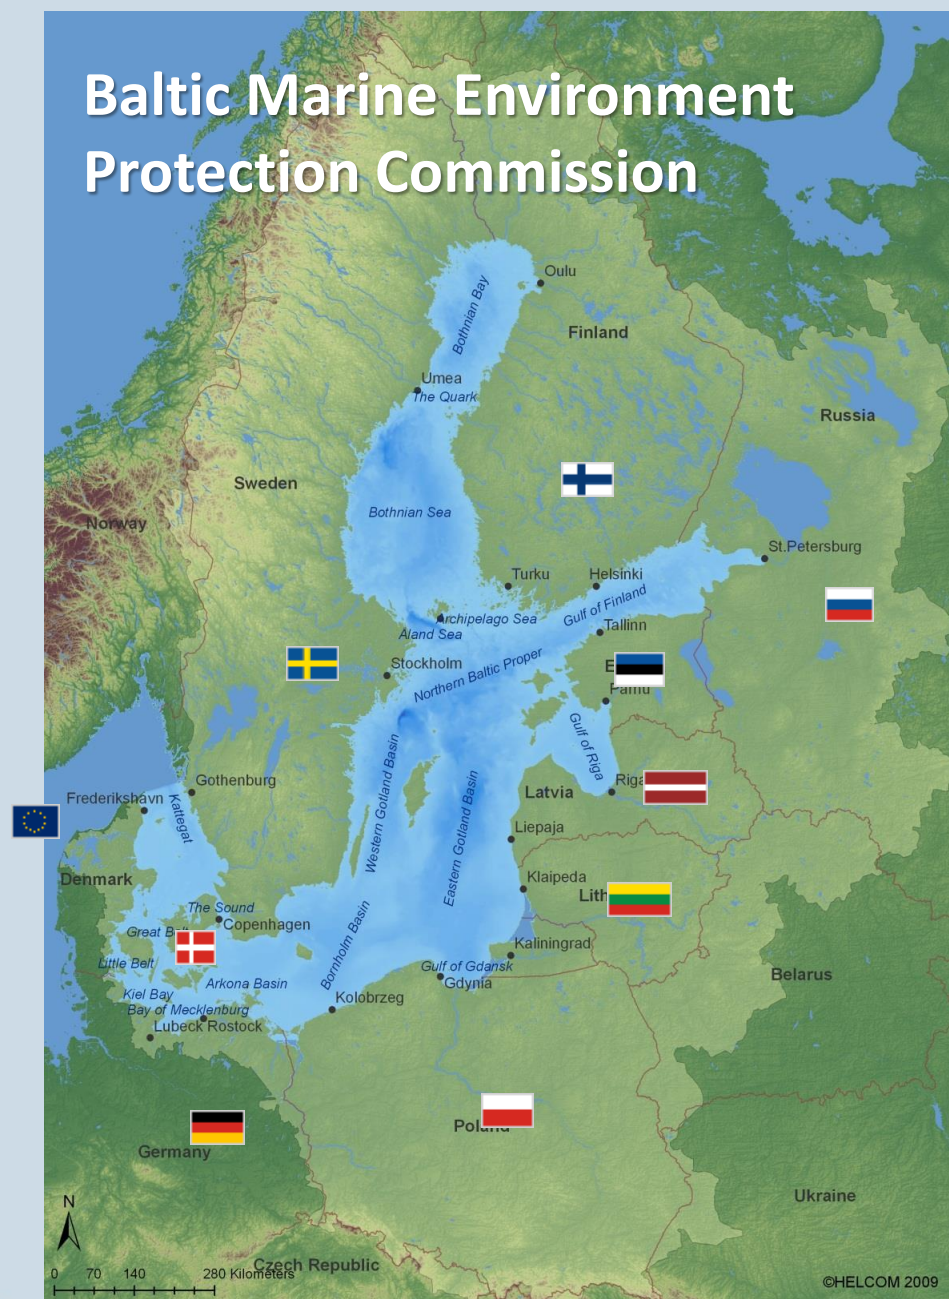 Baltic Marine Environment
Protection Commission
Oulu
Bothnian Bay
Finland
Umea
The Quark
Russia
Sweden
Bothnian Sea
Norway
St.Petersburg
Turku
Helsinki
Gulf of Finland
Archipelago Sea
Tallinn
Aland Sea
Stockholm
Northern Baltic Proper
E
Gulf of Riga
Gothenburg
Riga
Latvia
Frederikshavn
Kattegat
Western Gotland Basin
Eastern Gotland Basin
Liepaja
Denmark
Klaipeda
Lith
The Sound
Copenhagen
Great Belt
Kaliningrad
Little Belt
Gulf of Gdansk
Belarus
Arkona Basin
Bornholm Basin
Gdynia
Kiel Bay
Kolobrzeg
Bay of Mecklenburg
Lubeck Rostock
Poland
Germany
Ukraine
N
Czech Republic
0 70 140 280 Kilometers
©HELCOM 2009